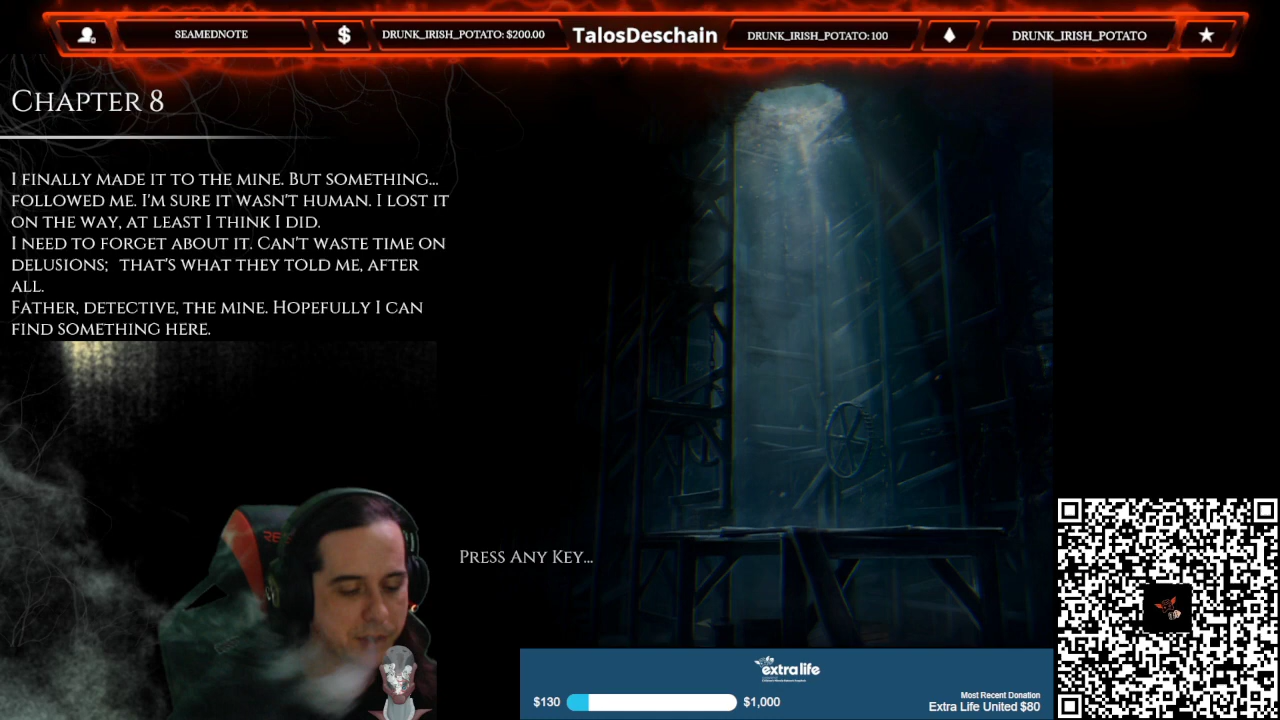 SEAMEDNOTE
$
DRUNK_IRISH_POTATO: $200.00
TalosDeschain
DRUNK_IRISH_POTATO: 100
DRUNK_IRISH_POTATO
Chapter 8
I finally made it to the mine. But something...
followed me. I'm sure it wasn't human. I lost it
on the way, at least I think I did.
I need to forget about it. Can't waste time on
delusions; that's what they told me, after
all.
Father, detective, the mine. Hopefully I can
find something here.
Press Any Key...
extra life
$130
$1,000
Most Recent Donation
Extra Life United $80